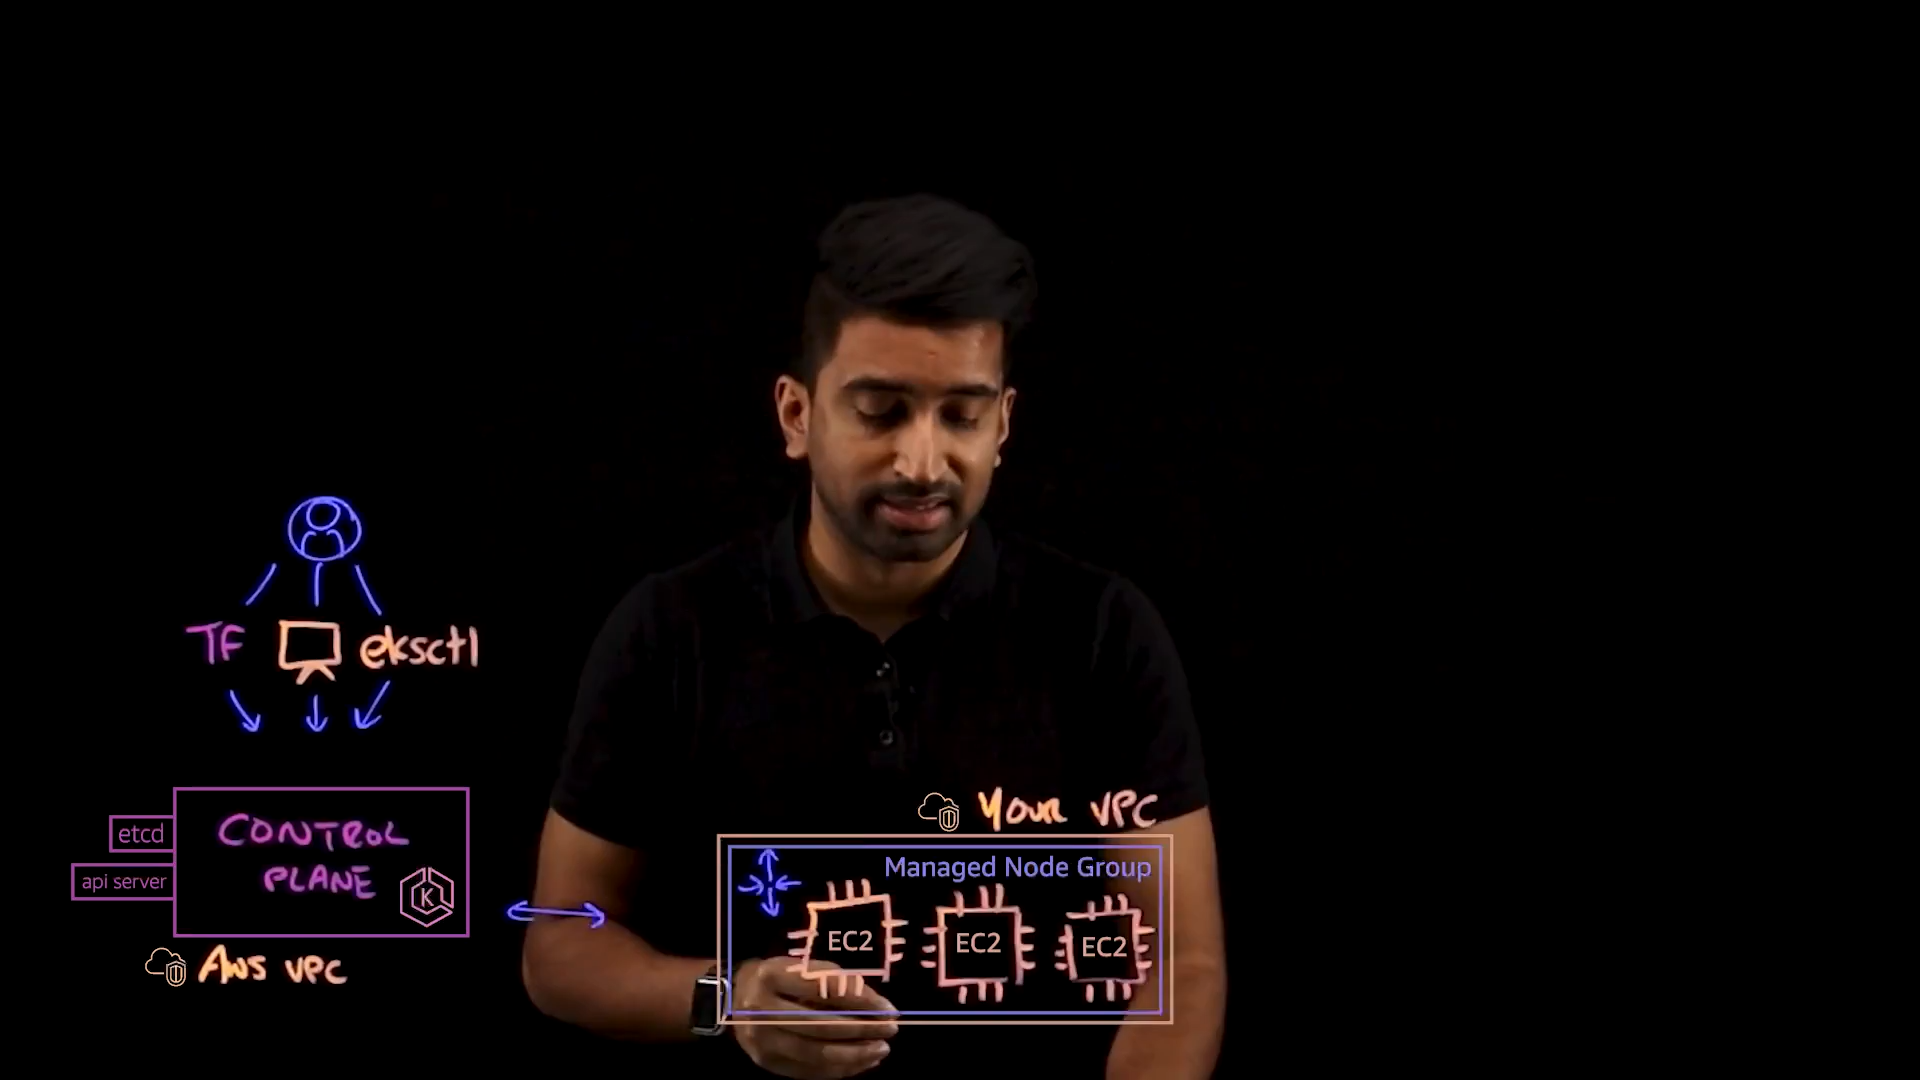 TF
eksctl
etcd
api server
CONTROL
PLANE
K
AWS VPC
Your VPC
Managed Node Group
EC2
EC2
EC2